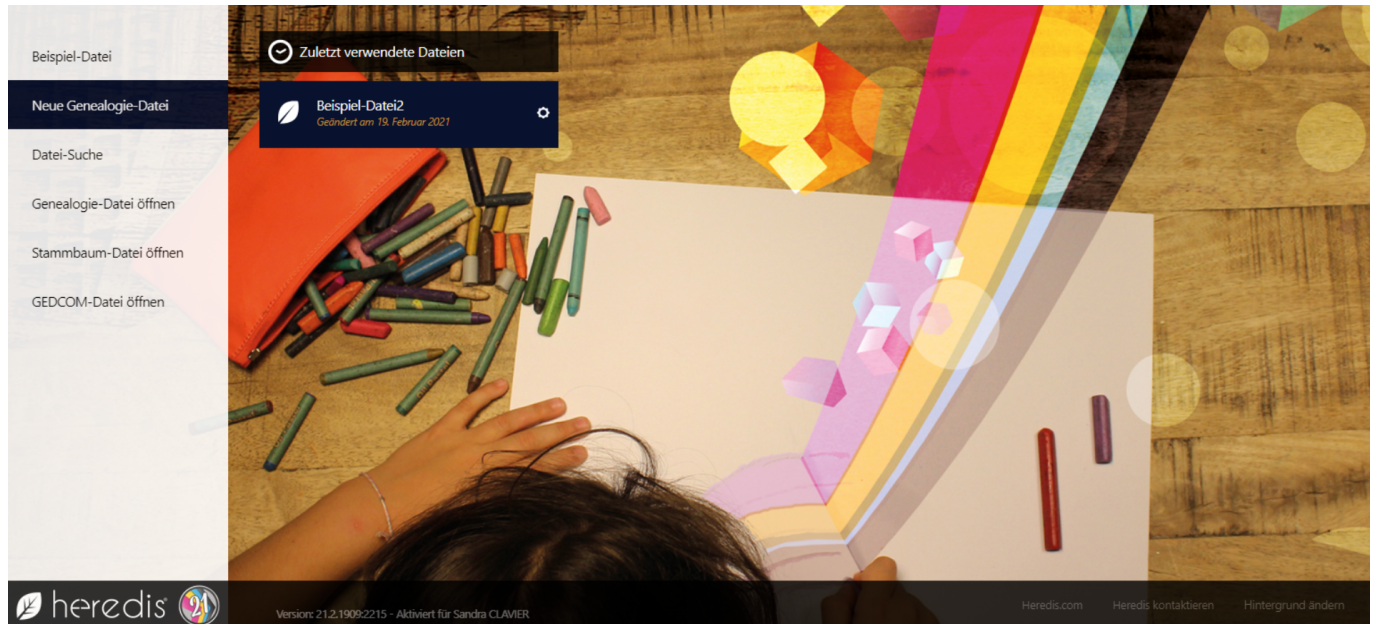 Beispiel-Datei
Neue Genealogie-Datei
Datei-Suche
Genealogie-Datei öffnen
Stammbaum-Datei öffnen
GEDCOM-Datei öffnen
Zuletzt verwendete Dateien
Beispiel-Datei2
Geändert am 19. Februar 2021
heredis 21
Version: 21.2.1909:2215 - Aktiviert für Sandra CLAVIER
Heredis.com Heredis kontaktieren Hintergrund ändern